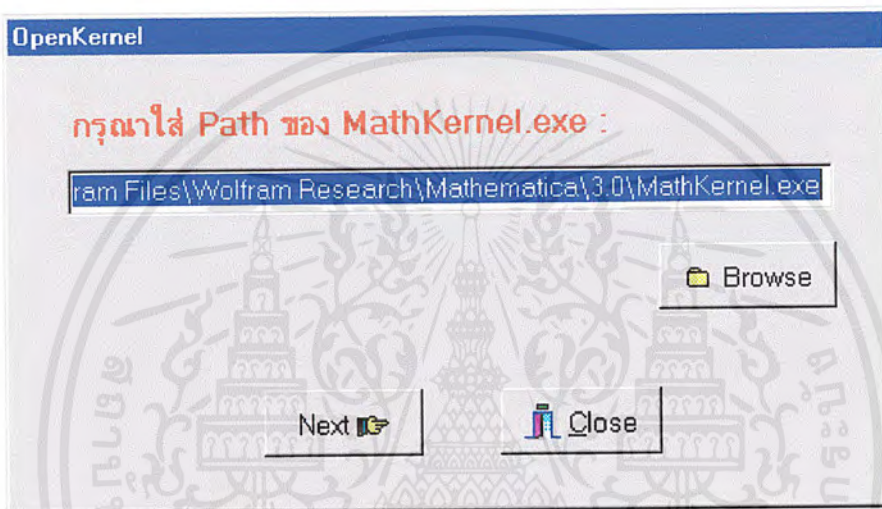 OpenKernel
กรุณาใส่ Path ของ MathKernel.exe :
ram Files\Wolfram Research\Mathematica\3.0\MathKernel.exe
Browse
Next
Close